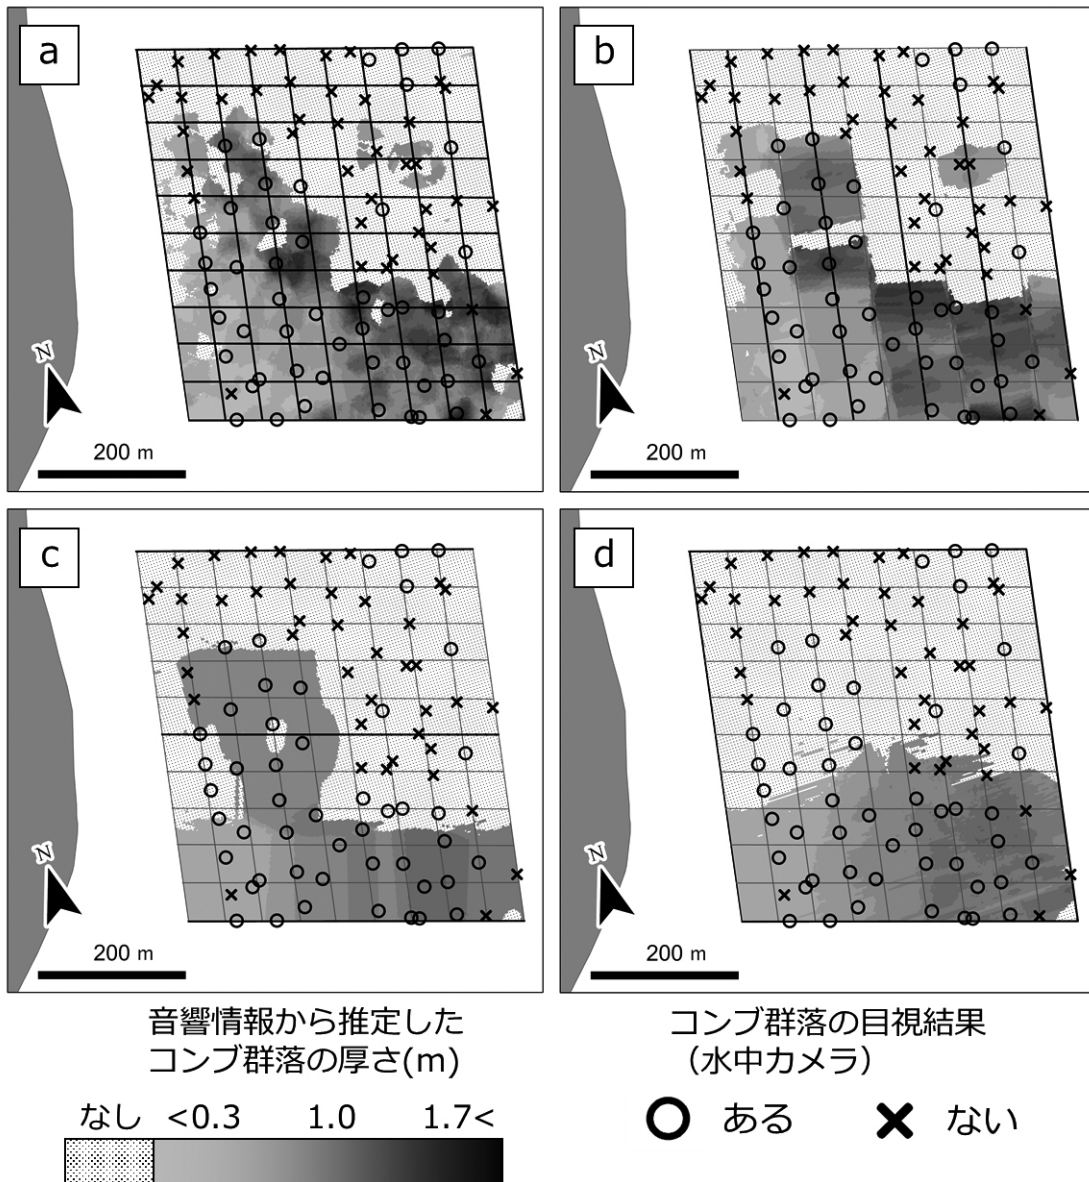 a
N
200 m
b
N
200 m
c
N
200 m
d
N
200 m
音響情報から推定した
コンブ群落の厚さ(m)
なし <0.3 1.0 1.7<
コンブ群落の目視結果
（水中カメラ）
ある ない